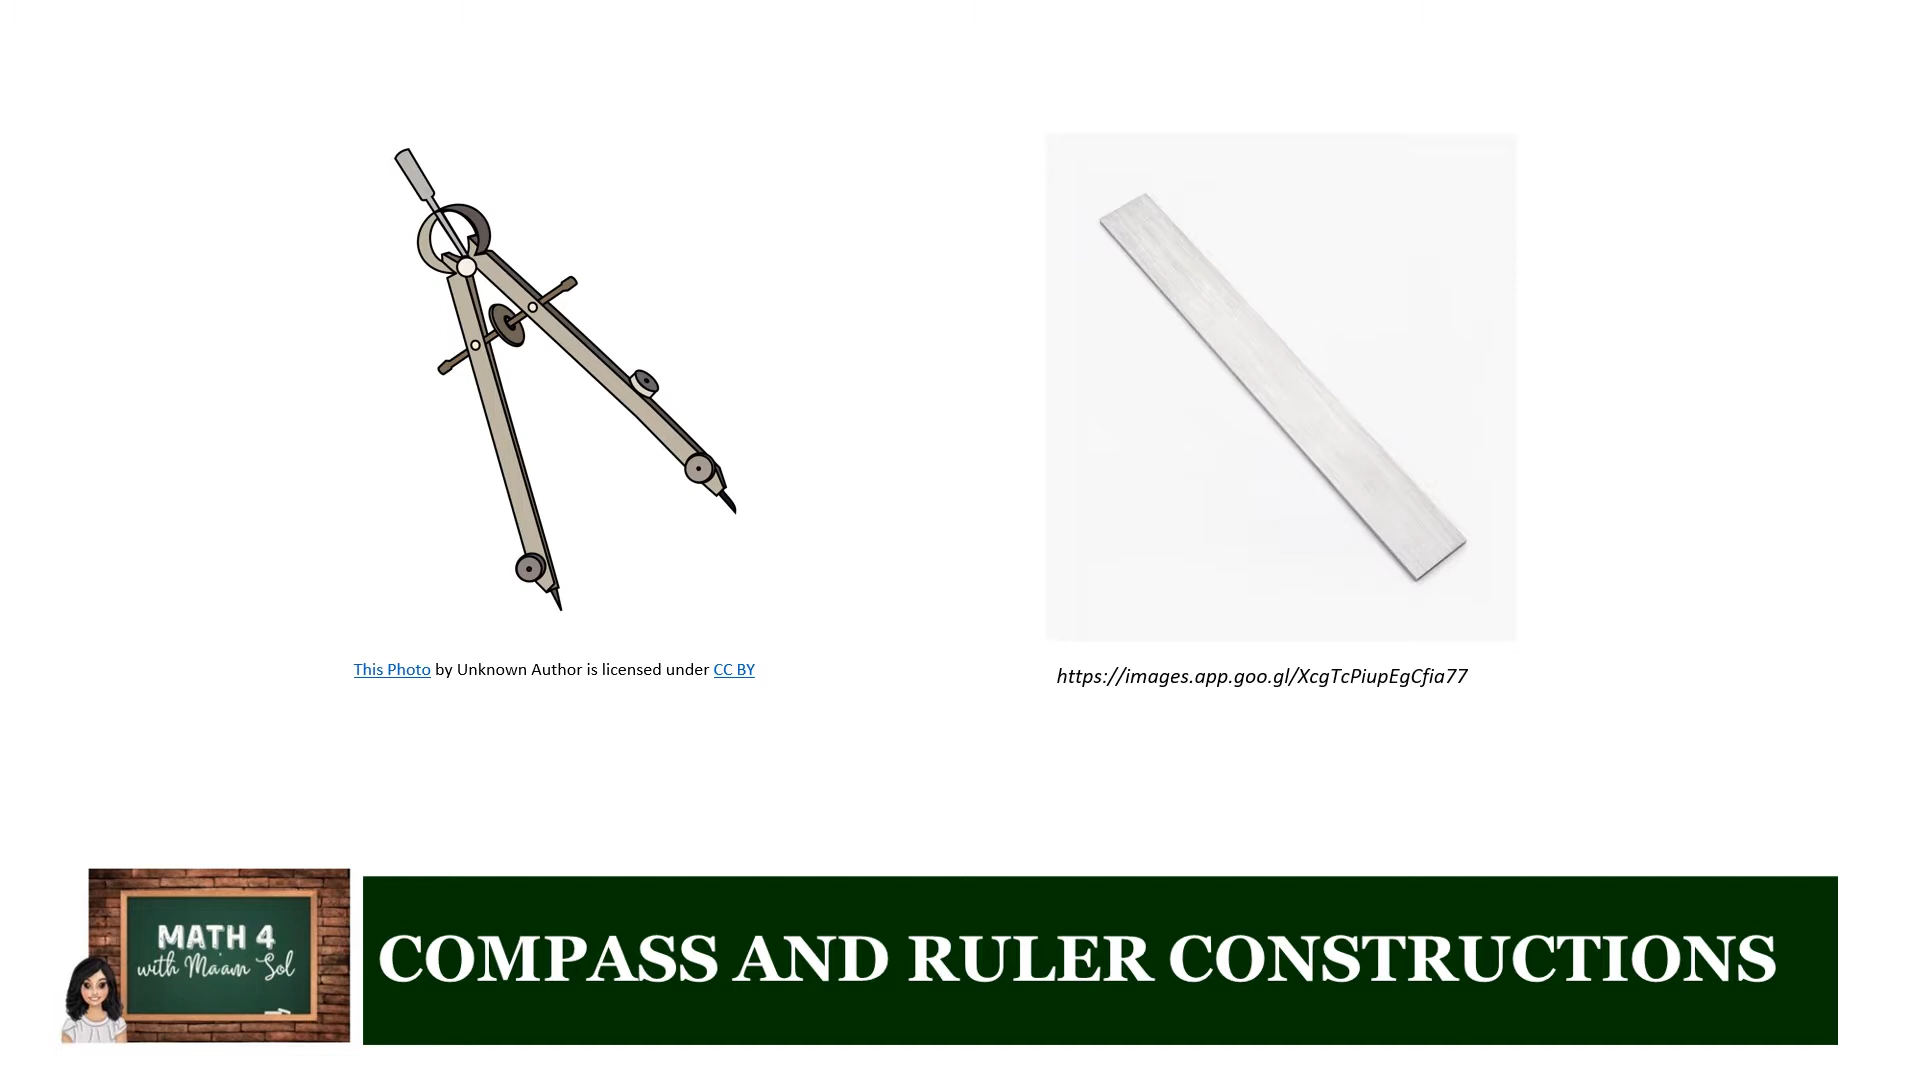 This Photo by Unknown Author is licensed under CC BY
https://images.app.goo.gl/XcgTcPiupEgCfia77
MATH 4
with Ma'am Sol
COMPASS AND RULER CONSTRUCTIONS